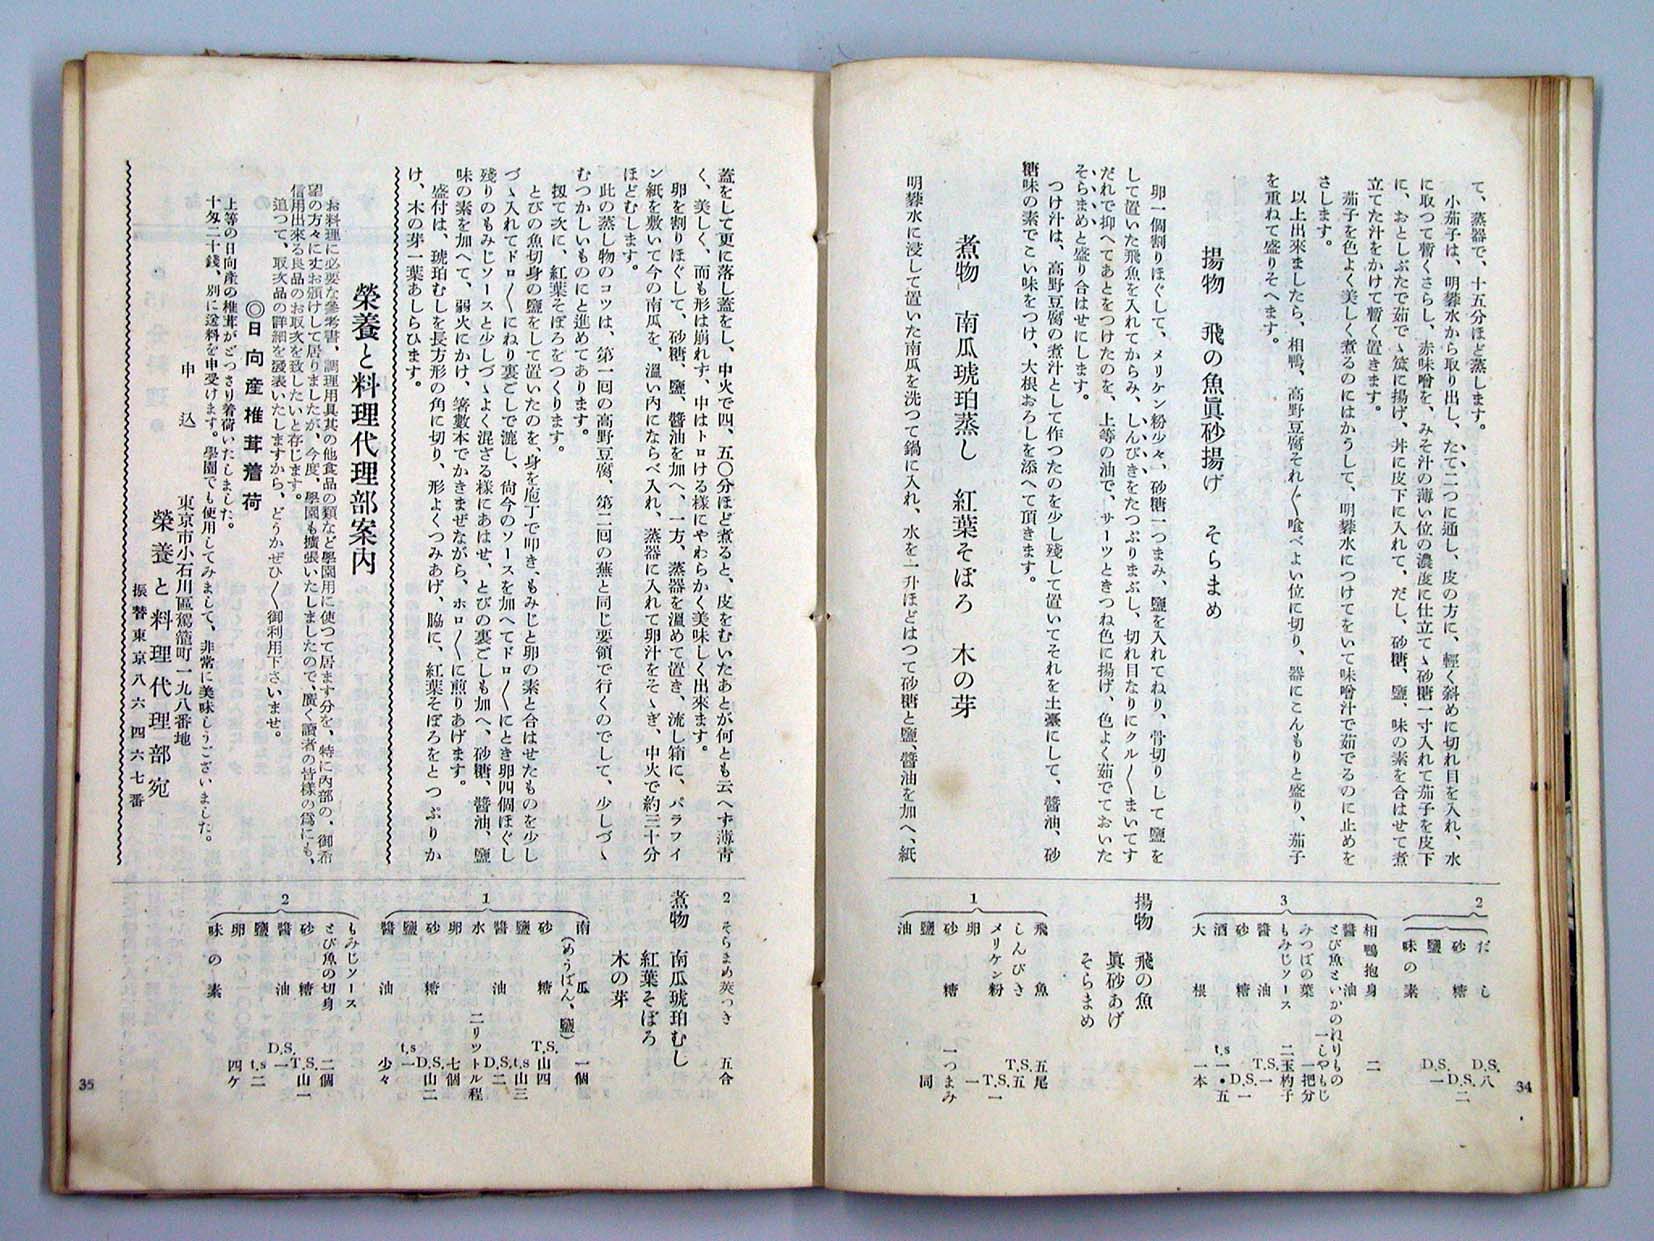 て、蒸器で、十五分ほど蒸します。
小茄子は、明礬水から取り出し、たて二つに通し、皮の方に、輕く斜めに切れ目を入れ、水
に取つて暫くさらし、赤味噌を、みそ汁の薄い位の濃度に仕立てゝ砂糖一寸入れて茄子を皮下
に、おとしぶたで茹でゝ笊に揚げ、丼に皮下に入れて、だし、砂糖、鹽、味の素を合はせて煮
立てた汁をかけて暫く置きます。
茄子を色よく美しく煮るのにはかうして、明礬水につけてをいて味噌汁で茹でるのに止めを
さします。
以上出來ましたら、相鴨、高野豆腐それ〲喰べよい位に切り、器にこんもりと盛り、茄子
を重ねて盛りそへます。
揚物　飛の魚眞砂揚げ　そらまめ
卵一個割りほぐして、メリケン粉少々、砂糖一つまみ、鹽を入れてねり、骨切りして鹽を
して置いた飛魚を入れてからみ、しんびきをたつぷりまぶし、切れ目なりにクル〱まいてす
だれで抑へてあとをつけたのを、上等の油で、サーツときつね色に揚げ、色よく茹でておいた
そらまめと盛り合はせにします。
つけ汁は、高野豆腐の煮汁として作つたのを少し殘して置いてそれを土臺にして、醬油、砂
糖味の素でこい味をつけ、大根おろしを添へて頂きます。
煮物　南瓜琥珀蒸し　紅葉そぼろ　木の芽
明礬水に浸して置いた南瓜を洗つて鍋に入れ、水を一升ほどはつて砂糖と鹽、醬油を加へ、紙
2
だし　D.S.八
砂糖　D.S.二
鹽　D.S.一
味の素
3
相鴨抱身　二
醬油
とび魚といかのねりもの　一しやもじ
みつばの葉　一把分
もみじソース　二玉杓子
醬油　T.S.一
砂糖　D.S.一
酒　t.s一・五
大根　一本
揚物　飛の魚
眞砂あげ
そらまめ
1
飛魚　五尾
しんびき　T.S.五
メリケン粉　T.S.一
卵　一
砂糖　一つまみ
鹽　同
油
34
蓋をして更に落し蓋をし、中火で四、五〇分ほど煮ると、皮をむいたあとが何とも云へず薄靑
く、美しく、而も形は崩れず、中はトロける樣にやわらかく美味しく出來ます。
卵を割りほぐして、砂糖、鹽、醬油を加へ、一方、蒸器を溫めて置き、流し箱に、パラフイ
ン紙を敷いて今の南瓜を、溫い內にならべ入れ、蒸器に入れて卵汁をそゝぎ、中火で約三十分
ほどむします。
此の蒸し物のコツは、第一回の高野豆腐、第二回の蕪と同じ要領で行くのでして、少しづゝ
むつかしいものにと進めてあります。
扨て次に、紅葉そぼろをつくります。
とびの魚切身の鹽をして置いたのを、身を庖丁で叩き、もみじと卵の素と合はせたものを少し
づゝ入れてドロ〱にねり裏ごしで漉し、尙今のソースを加へてドロ〱にとき卵四個ほぐし
殘りのもみじソースと少しづゝよく混ざる樣にあはせ、とびの裏ごしも加へ、砂糖、醬油、鹽
味の素を加へて、弱火にかけ、箸數本でかきまぜながら、ホロ〱に煎りあげます。
盛付は、琥珀むしを長方形の角に切り、形よくつみあげ、脇に、紅葉そぼろをとつぷりか
け、木の芽一葉あしらひます。
榮養と料理代理部案內
お料理に必要な參考書、調理用具其の他食品の類など學園用に使つて居ます分を、特に內部の、御希
望の方々に丈お頒けして居りましたが、今度、學園も擴張いたしましたので、廣く讀者の皆樣の爲にも、
信用出來る良品のお取次を致したいと存じます。
追つて、取次品の詳細を發表いたしますから、どうかぜひ〱御利用下さいませ。
◎日向產椎茸着荷
上等の日向產の椎茸がどつさり着荷いたしました。
十匁二十錢、別に送料を申受けます。學園でも使用してみまして、非常に美味しうございました。
申込　東京市小石川區駕籠町一九八番地
榮養と料理代理部宛
振替東京八六四六七番
2　そらまめ莢つき　五合
煮物　南瓜琥珀むし
紅葉そぼろ
木の芽
1
南瓜　一個
（めうばん、鹽）
砂糖　T.S.山四
鹽　t.s山三
醬油　D.S.二
水　二リツトル程
卵　七個
砂糖　D.S.山二
鹽　t.s一
醬油　少々
2
もみじソース
とび魚の切身　二個
砂糖　T.S.山一
醬油　D.S.一
鹽　t.s二
卵　四ケ
味の素
35